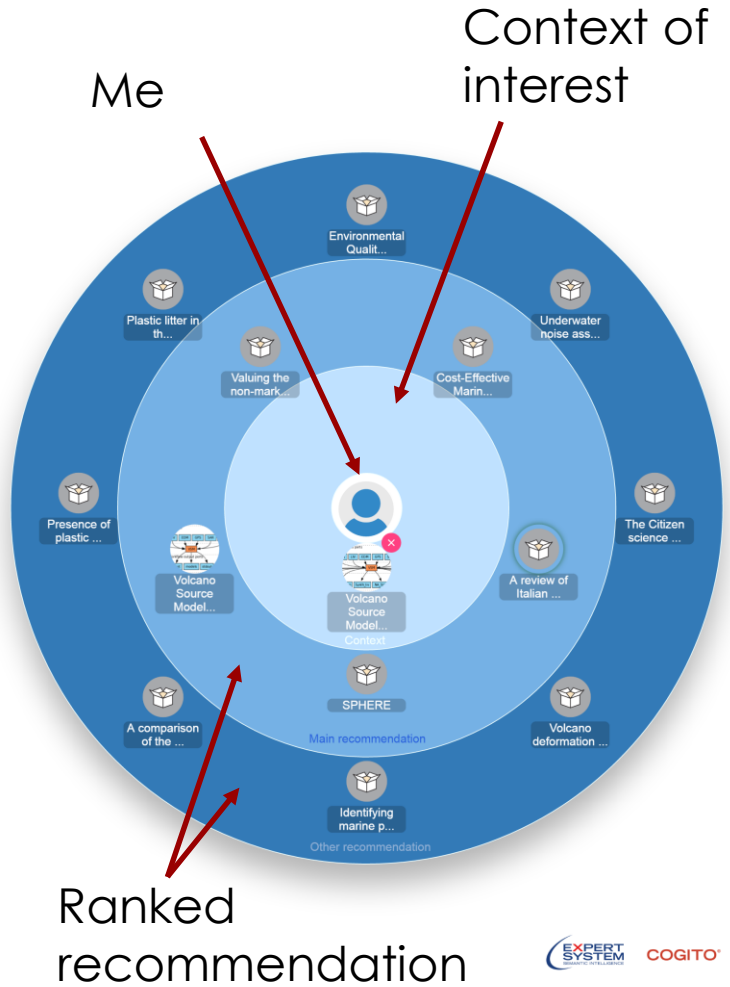 Context of
interest
Me
Environmental
Qualit...
Plastic litter in
th...
Underwater
noise ass...
Valuing the
non-mark...
Cost-Effective
Marin...
Presence of
plastic ...
The Citizen
science ...
Volcano
Source
Model...
Volcano
Source
Model...
Context
A review of
Italian ...
SPHERE
A comparison
of the ...
Volcano
deformation ...
Main recommendation
Identifying
marine p...
Other recommendation
Ranked
recommendation
EXPERT
SYSTEM
SEMANTIC INTELLIGENCE
COGITO®